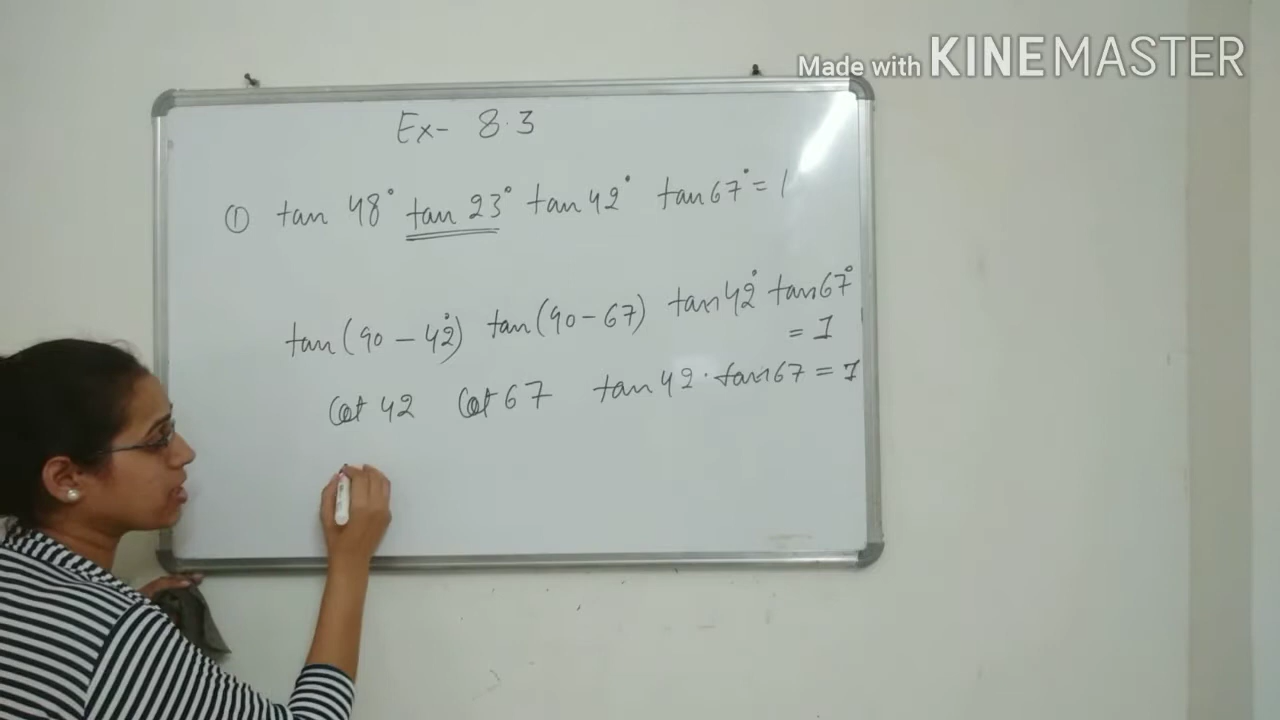 Made with KINEMASTER
Ex- 8.3
① tan 48° tan 23° tan 42° tan 67° = 1
tan (90 - 42°) tan (90 - 67) tan 42° tan 67°
= 1
Cot 42 Cot 67 tan 42 · tan 67 = 1